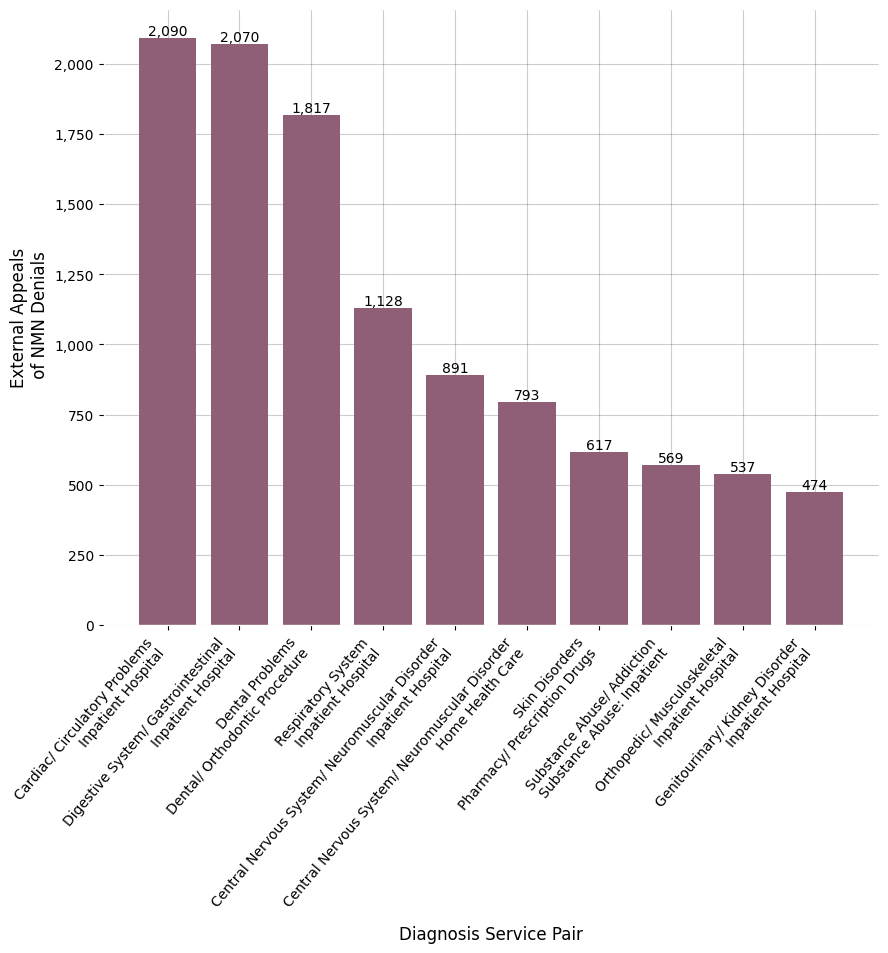 2,090
2,070
1,817
1,128
891
793
617
569
537
474
2,000
1,750
1,500
1,250
1,000
750
500
250
0
External Appeals
of NMN Denials
Cardiac/ Circulatory Problems
Inpatient Hospital
Digestive System/ Gastrointestinal
Inpatient Hospital
Dental Problems
Dental/ Orthodontic Procedure
Respiratory System
Inpatient Hospital
Central Nervous System/ Neuromuscular Disorder
Inpatient Hospital
Central Nervous System/ Neuromuscular Disorder
Home Health Care
Skin Disorders
Pharmacy/ Prescription Drugs
Substance Abuse/ Addiction
Substance Abuse: Inpatient
Orthopedic/ Musculoskeletal
Inpatient Hospital
Genitourinary/ Kidney Disorder
Inpatient Hospital
Diagnosis Service Pair